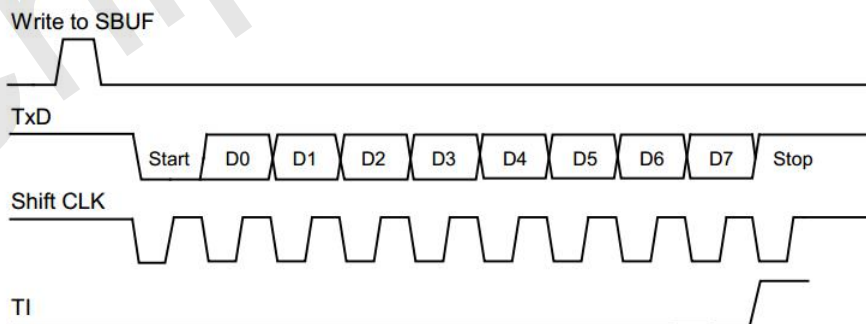 Write to SBUF
TxD
Start D0 D1 D2 D3 D4 D5 D6 D7 Stop
Shift CLK
TI